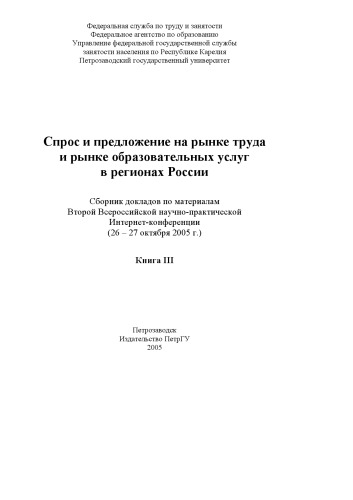 Федеральная служба по труду и занятости
Федеральное агентство по образованию
Управление федеральной государственной службы
занятости населения по Республике Карелия
Петрозаводский государственный университет
Спрос и предложение на рынке труда
и рынке образовательных услуг
в регионах России
Сборник докладов по материалам
Второй Всероссийской научно-практической
Интернет-конференции
(26 – 27 октября 2005 г.)
Книга III
Петрозаводск
Издательство ПетрГУ
2005